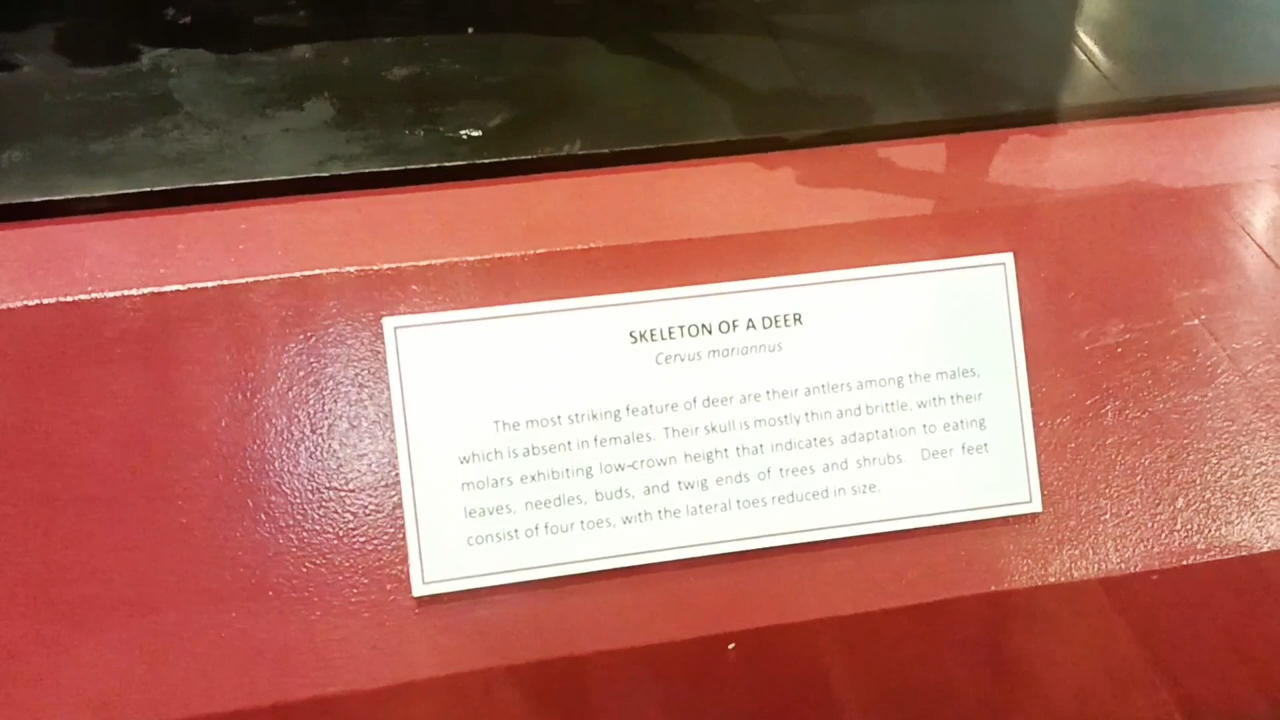 SKELETON OF A DEER
Cervus mariannus
The most striking feature of deer are their antlers among the males,
which is absent in females. Their skull is mostly thin and brittle, with their
molars exhibiting low-crown height that indicates adaptation to eating
leaves, needles, buds, and twig ends of trees and shrubs. Deer feet
consist of four toes, with the lateral toes reduced in size.